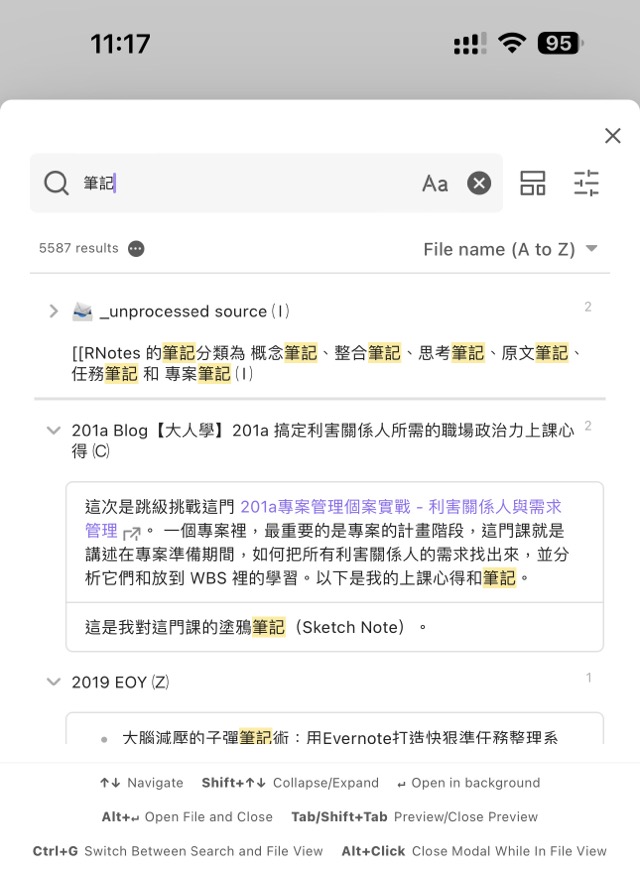 11:17
95
筆記
Aa
5587 results
File name (A to Z)
_unprocessed source (I)
2
[[RNotes 的筆記分類為 概念筆記、整合筆記、思考筆記、原文筆記、
任務筆記 和 專案筆記 (I)
201a Blog【大人學】201a 搞定利害關係人所需的職場政治力上課心
2
得 (C)
這次是跳級挑戰這門 201a專案管理個案實戰 - 利害關係人與需求
管理 。 一個專案裡，最重要的是專案的計畫階段，這門課就是
講述在專案準備期間，如何把所有利害關係人的需求找出來，並分
析它們和放到 WBS 裡的學習。以下是我的上課心得和筆記。
這是我對這門課的塗鴉筆記（Sketch Note）。
2019 EOY (Z)
1
大腦減壓的子彈筆記術：用Evernote打造快狠準任務整理系
↑↓ Navigate Shift+↑↓ Collapse/Expand ↵ Open in background
Alt+↵ Open File and Close Tab/Shift+Tab Preview/Close Preview
Ctrl+G Switch Between Search and File View Alt+Click Close Modal While In File View